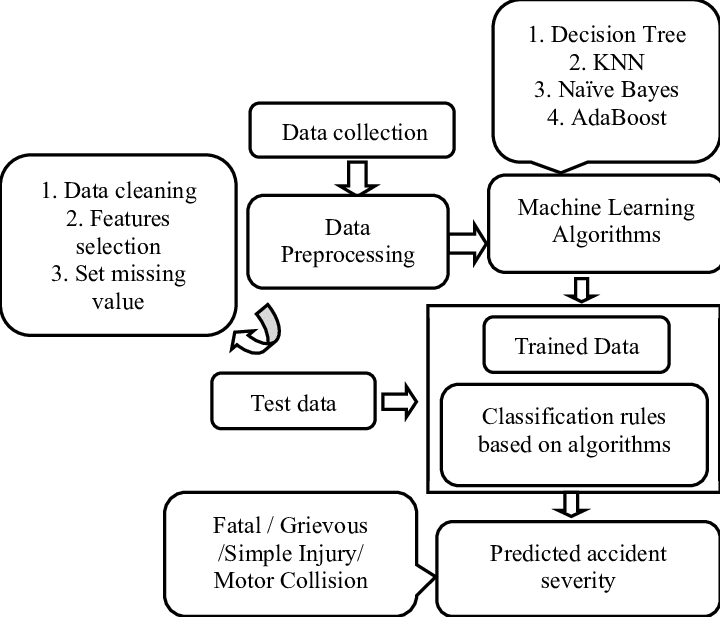 1. Decision Tree
2. KNN
3. Naïve Bayes
4. AdaBoost
Data collection
1. Data cleaning
2. Features
selection
3. Set missing
value
Data
Preprocessing
Machine Learning
Algorithms
Trained Data
Test data
Classification rules
based on algorithms
Fatal / Grievous
/Simple Injury/
Motor Collision
Predicted accident
severity